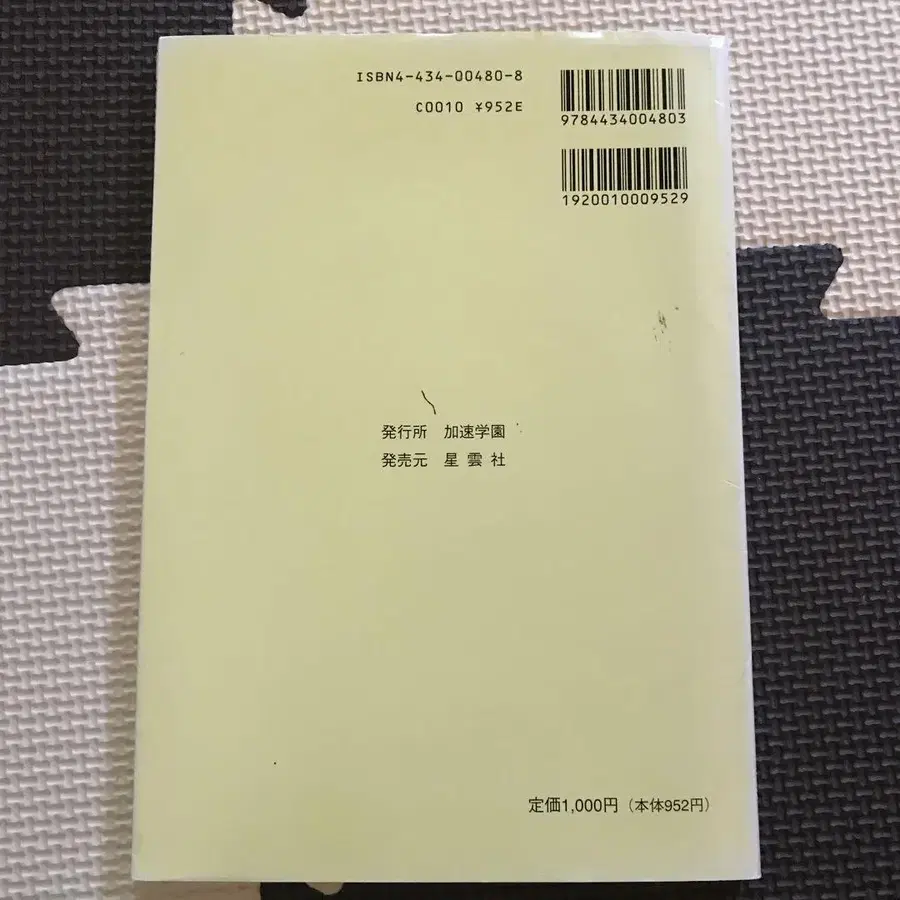 ISBN4-434-00480-8
C0010 ¥952E
9784434004803
1920010009529
発行所 加速学園
発売元 星雲社
定価1,000円(本体952円)